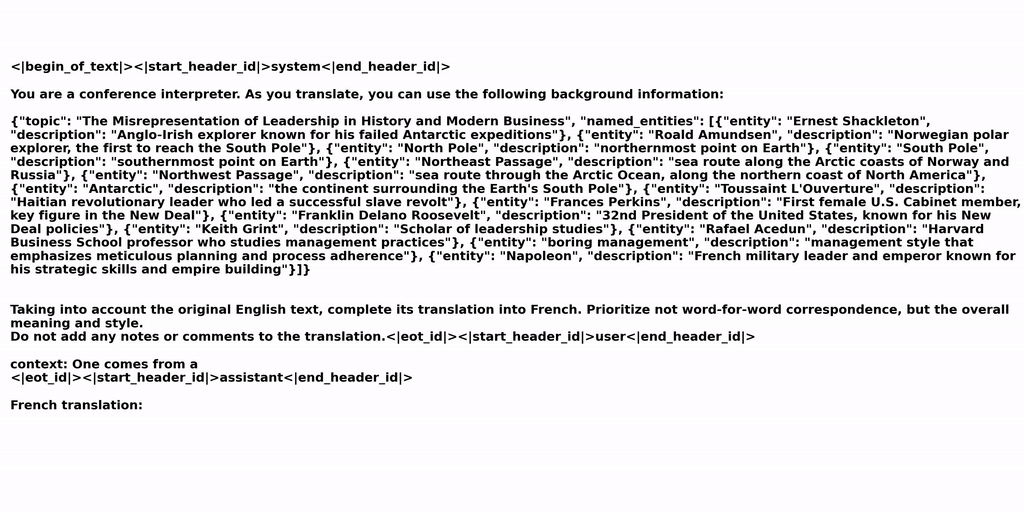 <|begin_of_text|><|start_header_id|>system<|end_header_id|>
You are a conference interpreter. As you translate, you can use the following background information:
{"topic": "The Misrepresentation of Leadership in History and Modern Business", "named_entities": [{"entity": "Ernest Shackleton",
"description": "Anglo-Irish explorer known for his failed Antarctic expeditions"}, {"entity": "Roald Amundsen", "description": "Norwegian polar
explorer, the first to reach the South Pole"}, {"entity": "North Pole", "description": "northernmost point on Earth"}, {"entity": "South Pole",
"description": "southernmost point on Earth"}, {"entity": "Northeast Passage", "description": "sea route along the Arctic coasts of Norway and
Russia"}, {"entity": "Northwest Passage", "description": "sea route through the Arctic Ocean, along the northern coast of North America"},
{"entity": "Antarctic", "description": "the continent surrounding the Earth's South Pole"}, {"entity": "Toussaint L'Ouverture", "description":
"Haitian revolutionary leader who led a successful slave revolt"}, {"entity": "Frances Perkins", "description": "First female U.S. Cabinet member,
key figure in the New Deal"}, {"entity": "Franklin Delano Roosevelt", "description": "32nd President of the United States, known for his New
Deal policies"}, {"entity": "Keith Grint", "description": "Scholar of leadership studies"}, {"entity": "Rafael Acedun", "description": "Harvard
Business School professor who studies management practices"}, {"entity": "boring management", "description": "management style that
emphasizes meticulous planning and process adherence"}, {"entity": "Napoleon", "description": "French military leader and emperor known for
his strategic skills and empire building"}]}
Taking into account the original English text, complete its translation into French. Prioritize not word-for-word correspondence, but the overall
meaning and style.
Do not add any notes or comments to the translation.<|eot_id|><|start_header_id|>user<|end_header_id|>
context: One comes from a
<|eot_id|><|start_header_id|>assistant<|end_header_id|>
French translation: